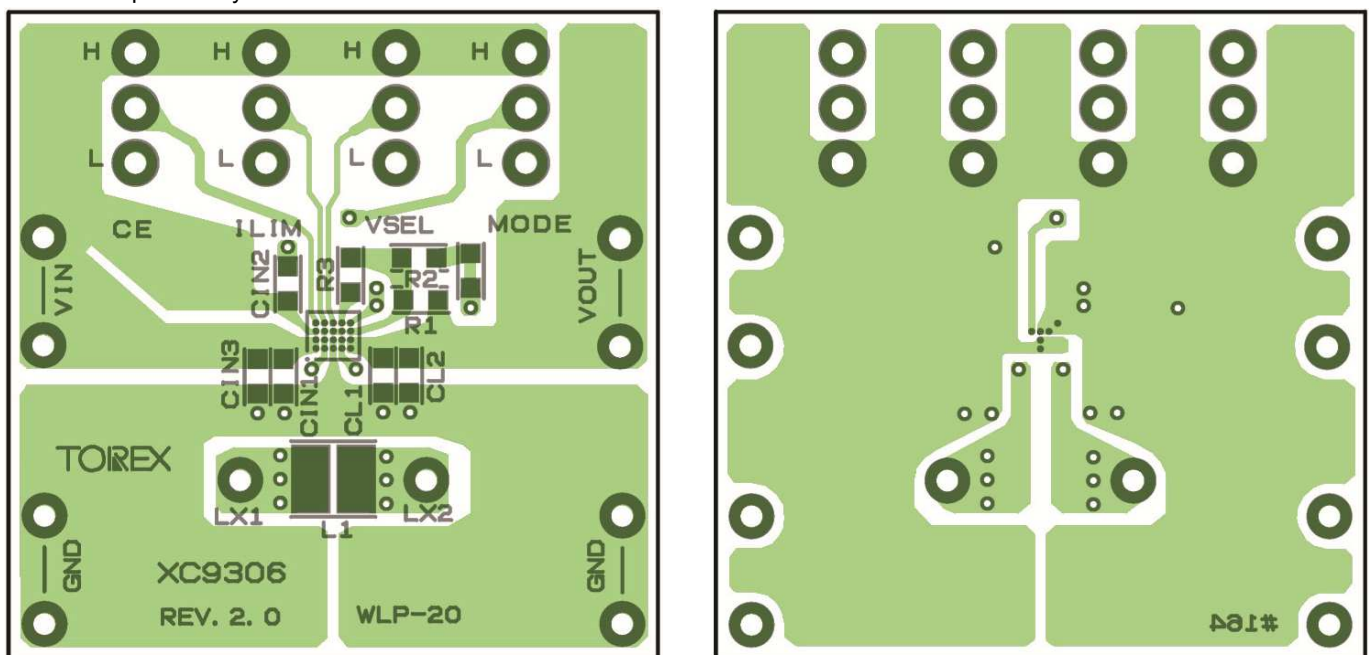 H H H H
L L L L
CE ILIM VSEL MODE
VIN
CIN2
R3
R2
R1
VOUT
CIN3
CIN1
CL1
CL2
TOREX
LX1 L1 LX2
GND
GND
XC9306
REV. 2. 0 WLP-20
#164